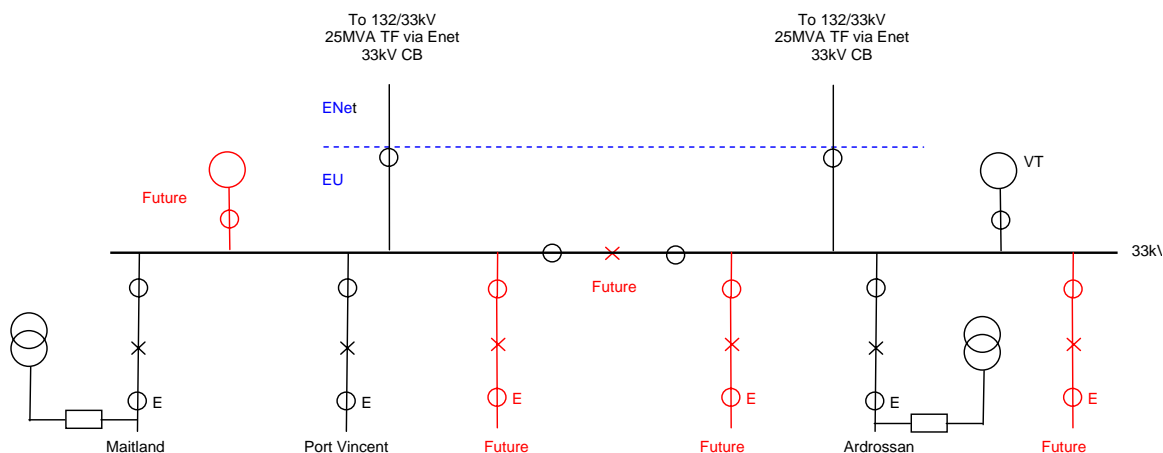 To 132/33kV
25MVA TF via Enet
33kV CB
To 132/33kV
25MVA TF via Enet
33kV CB
ENet
EU
VT
Future
33kV
Future
E
E
E
E
E
E
Maitland
Port Vincent
Future
Future
Ardrossan
Future